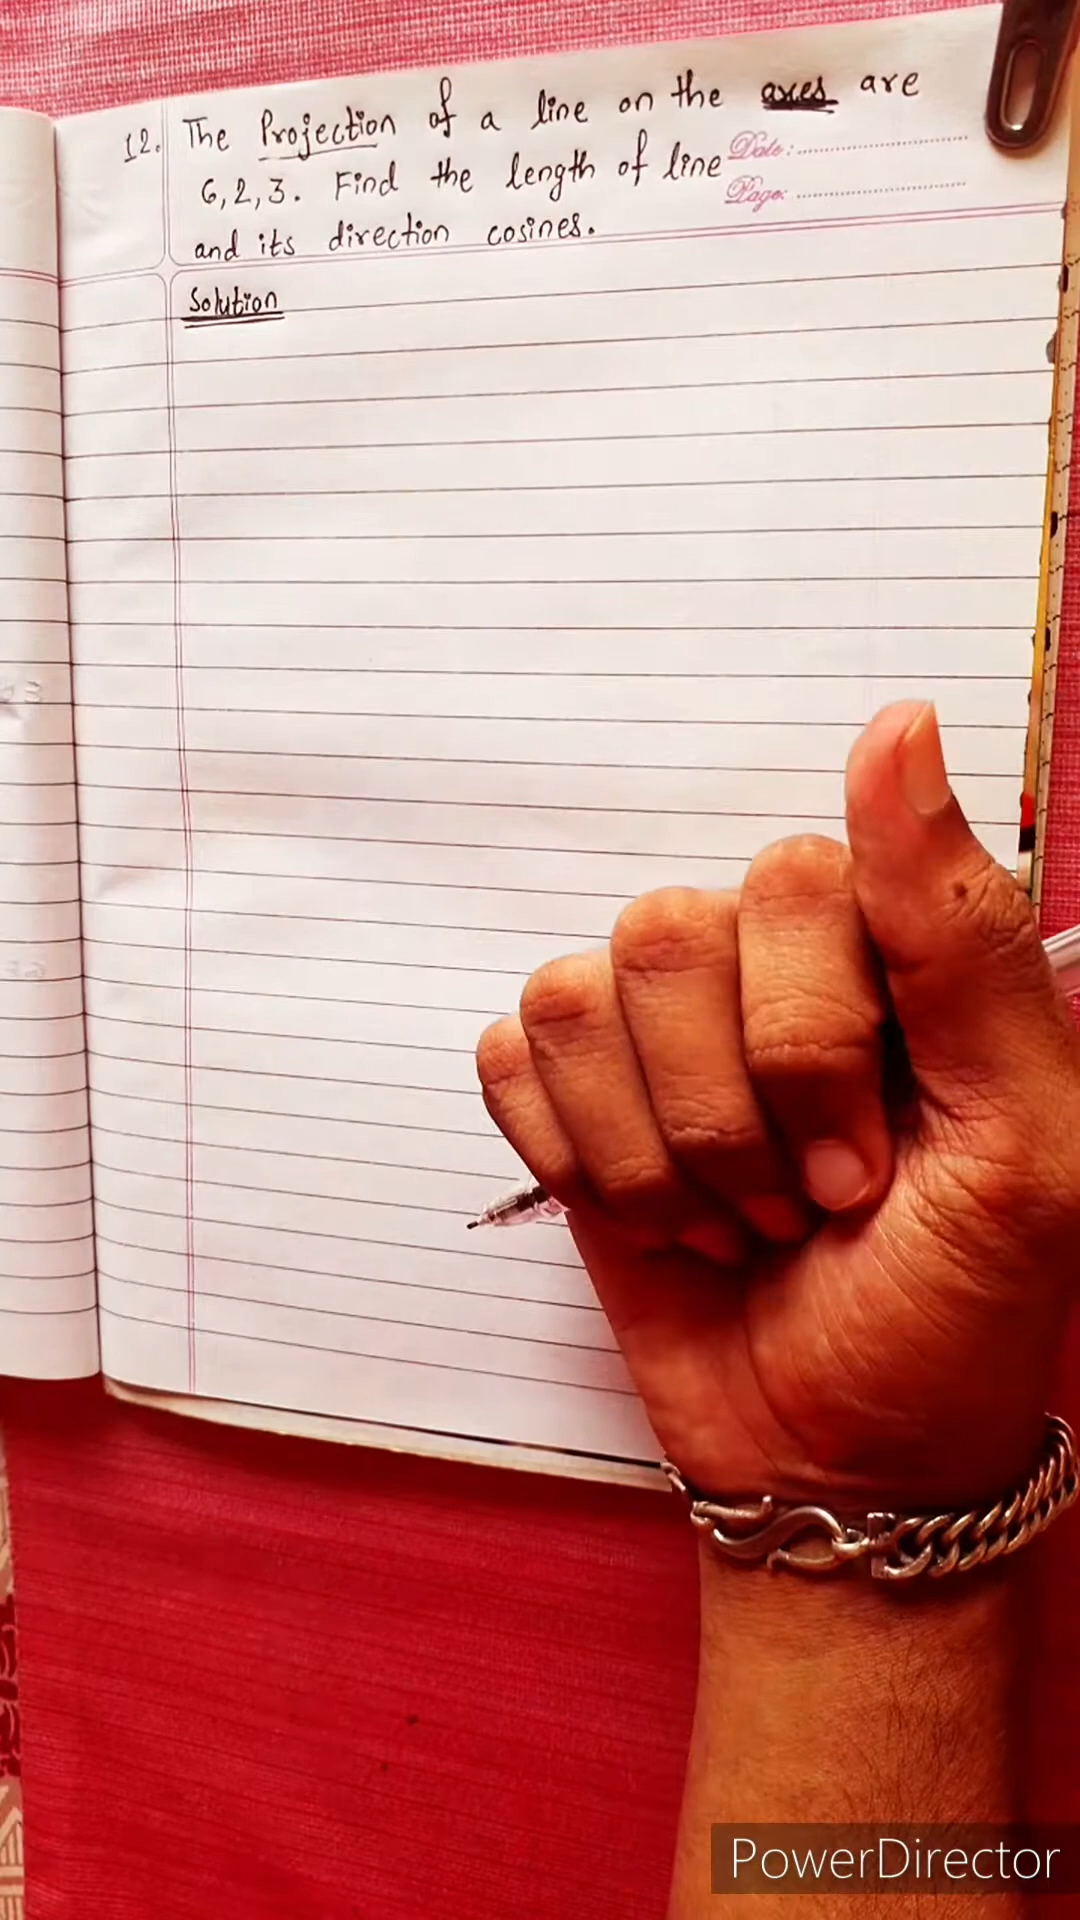 12. The Projection of a line on the axes are
6, 2, 3. Find the length of line
Date:
Page:
and its direction cosines.
Solution
PowerDirector